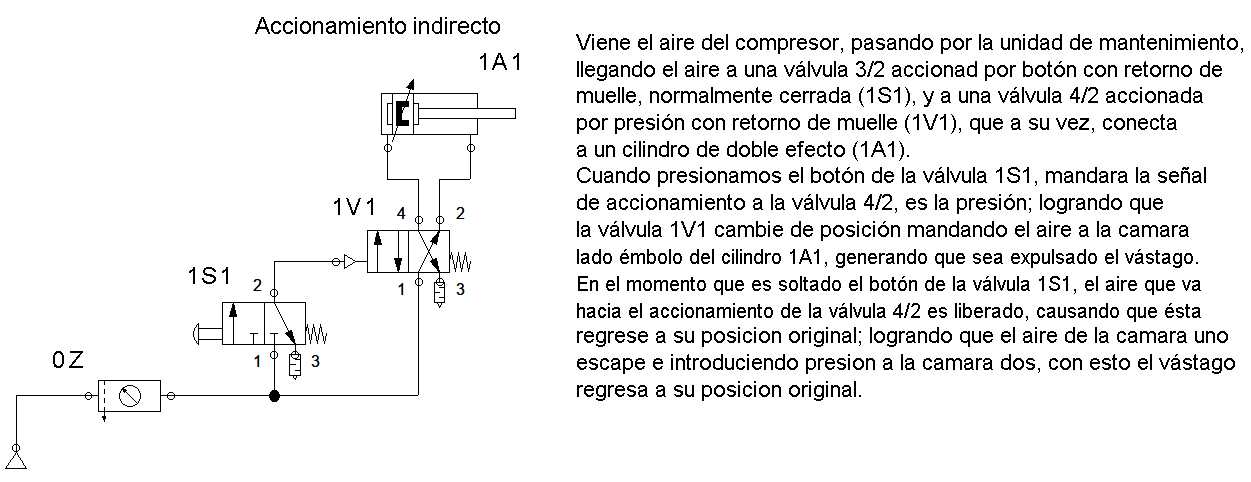 Accionamiento indirecto
1A1
1V1
4
2
1
3
1S1
2
1
3
0Z
Viene el aire del compresor, pasando por la unidad de mantenimiento,
llegando el aire a una válvula 3/2 accionad por botón con retorno de
muelle, normalmente cerrada (1S1), y a una válvula 4/2 accionada
por presión con retorno de muelle (1V1), que a su vez, conecta
a un cilindro de doble efecto (1A1).
Cuando presionamos el botón de la válvula 1S1, mandara la señal
de accionamiento a la válvula 4/2, es la presión; logrando que
la válvula 1V1 cambie de posición mandando el aire a la camara
lado émbolo del cilindro 1A1, generando que sea expulsado el vástago.
En el momento que es soltado el botón de la válvula 1S1, el aire que va
hacia el accionamiento de la válvula 4/2 es liberado, causando que ésta
regrese a su posicion original; logrando que el aire de la camara uno
escape e introduciendo presion a la camara dos, con esto el vástago
regresa a su posicion original.